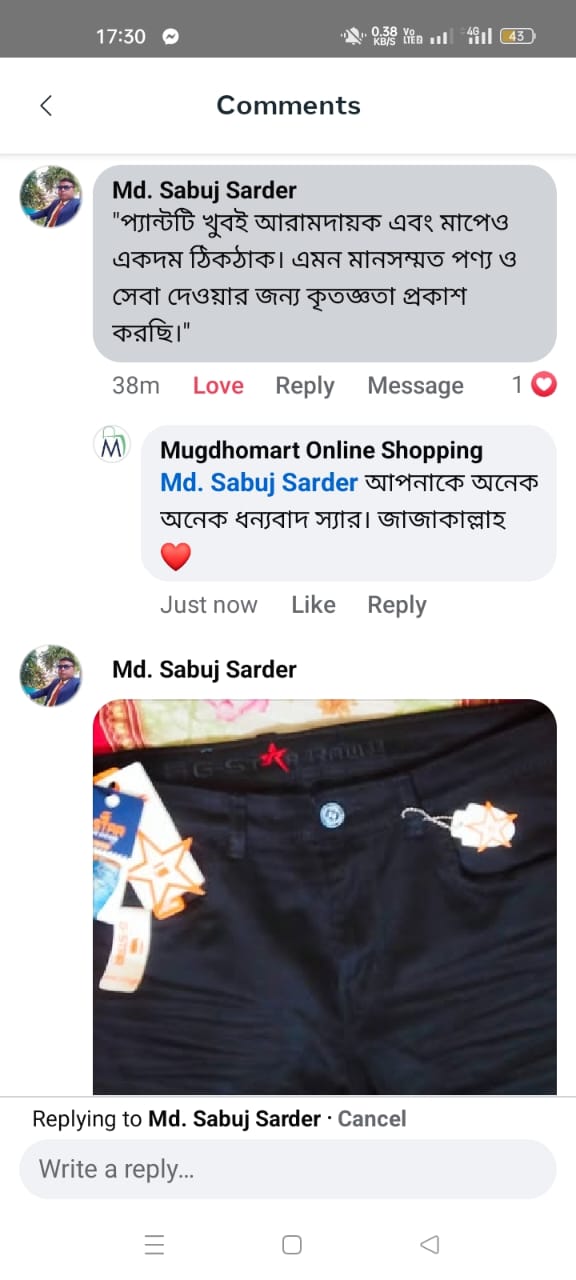 17:30
0.38
KB/S
Vo
LTE
4G
43
Comments
Md. Sabuj Sarder
"প্যান্টটি খুবই আরামদায়ক এবং মাপেও
একদম ঠিকঠাক। এমন মানসম্মত পণ্য ও
সেবা দেওয়ার জন্য কৃতজ্ঞতা প্রকাশ
করছি।"
38m Love Reply Message 1
M
Mugdhomart Online Shopping
Md. Sabuj Sarder আপনাকে অনেক
অনেক ধন্যবাদ স্যার। জাজাকাল্লাহ
❤️
Just now Like Reply
Md. Sabuj Sarder
G-STAR RAW
STAR
Replying to Md. Sabuj Sarder · Cancel
Write a reply...